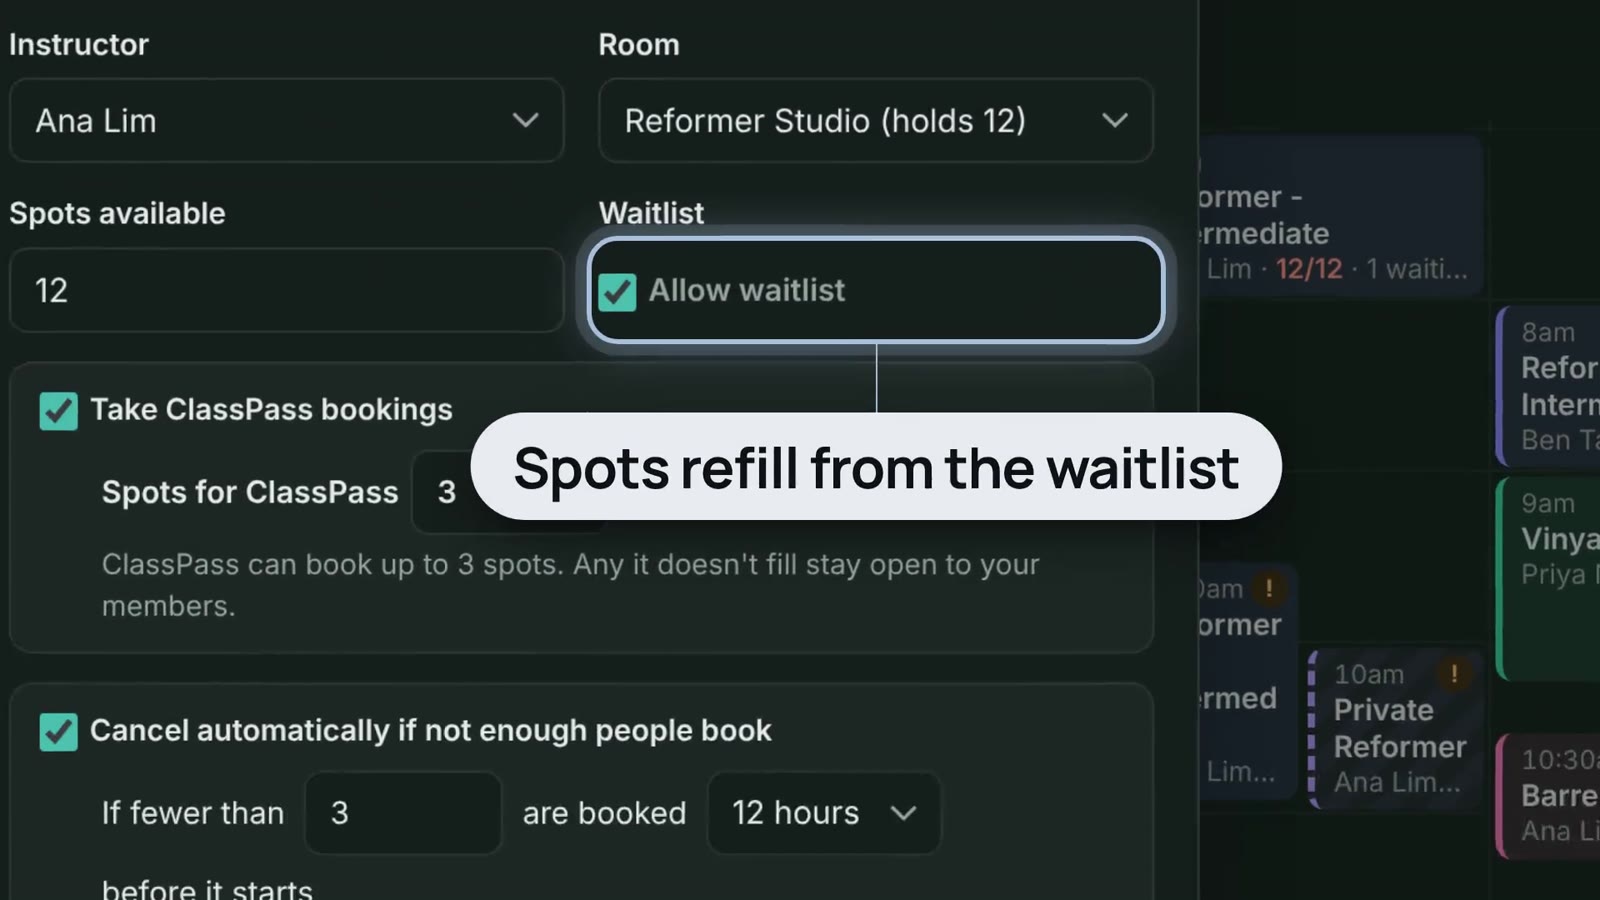 Instructor
Room
Ana Lim
Reformer Studio (holds 12)
Spots available
Waitlist
12
Allow waitlist
Take ClassPass bookings
Spots refill from the waitlist
Spots for ClassPass
3
ClassPass can book up to 3 spots. Any it doesn't fill stay open to your
members.
Cancel automatically if not enough people book
If fewer than
3
are booked
12 hours
before it starts
ormer -
ermediate
Lim · 12/12 · 1 waiti...
8am
Refor
Intern
Ben Ta
9am
Vinya
Priya
am !
ormer
ermed
Lim...
10am !
Private
Reformer
Ana Lim...
10:30
Barre
Ana Li